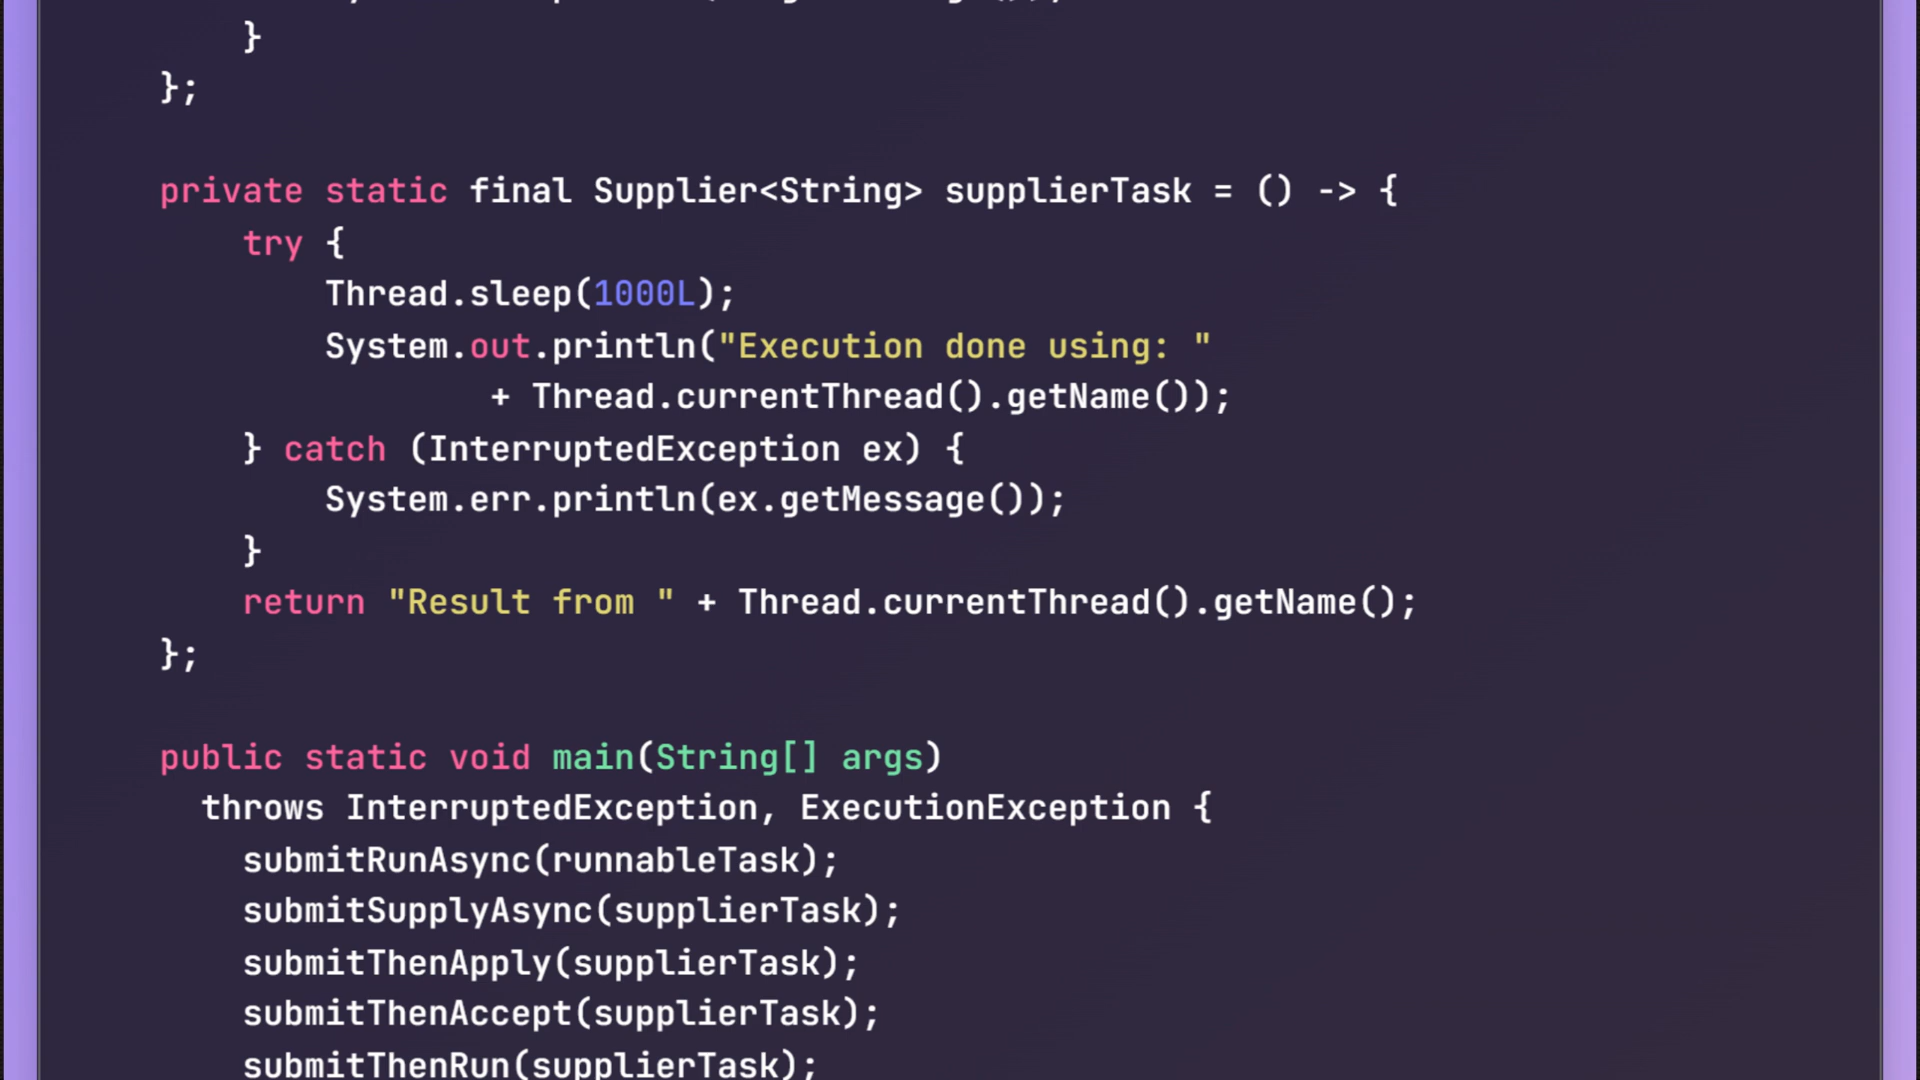 }
};
private static final Supplier<String> supplierTask = () -> {
try {
Thread.sleep(1000L);
System.out.println("Execution done using: "
+ Thread.currentThread().getName());
} catch (InterruptedException ex) {
System.err.println(ex.getMessage());
}
return "Result from " + Thread.currentThread().getName();
};
public static void main(String[] args)
throws InterruptedException, ExecutionException {
submitRunAsync(runnableTask);
submitSupplyAsync(supplierTask);
submitThenApply(supplierTask);
submitThenAccept(supplierTask);
submitThenRun(supplierTask);